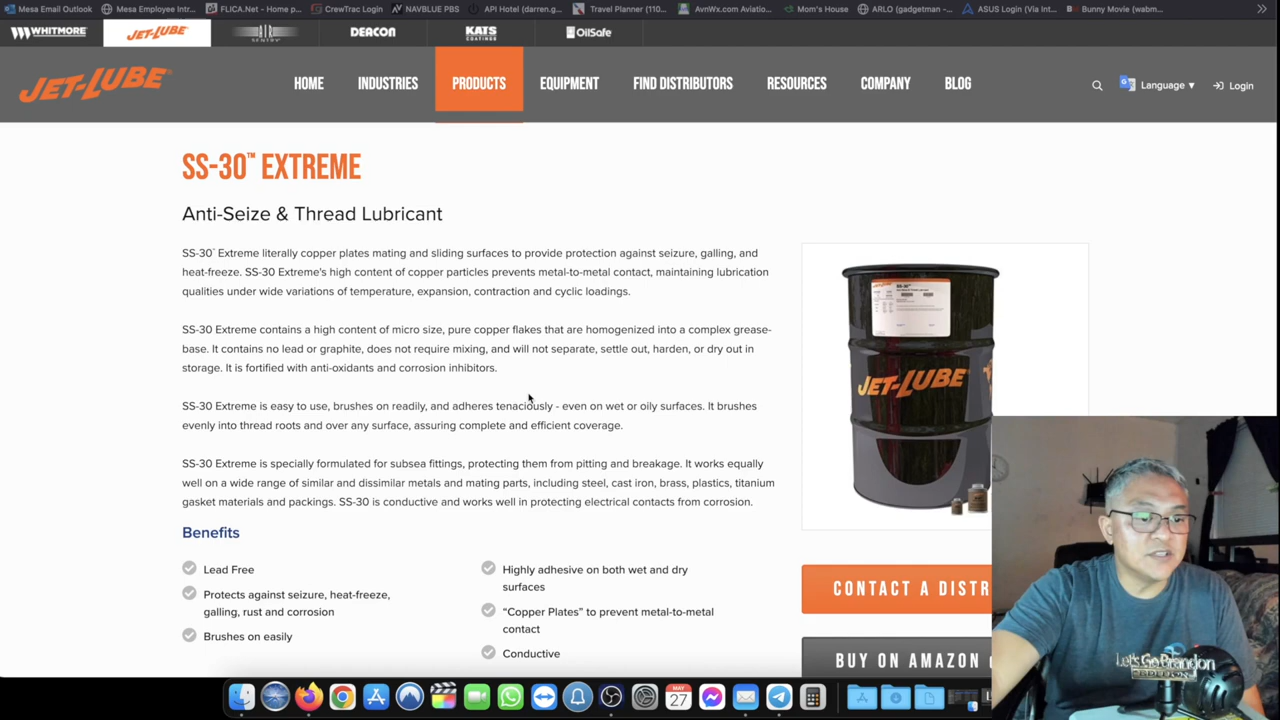 Mesa Email Outlook
Mesa Employee Intr...
FLICA.Net - Home p...
CrewTrac Login
NAVBLUE PBS
API Hotel (darren.g...
Travel Planner (110...
AvnWx.com Aviatio...
Mom's House
ARLO (gadgetman -...
ASUS Login (Via Int...
Bunny Movie (wabm...
WHITMORE
JET-LUBE
AIR SENTRY
DEACON
KATS COATINGS
OilSafe
JET-LUBE
HOME
INDUSTRIES
PRODUCTS
EQUIPMENT
FIND DISTRIBUTORS
RESOURCES
COMPANY
BLOG
Language ▼
Login
SS-30™ EXTREME
Anti-Seize & Thread Lubricant
SS-30™ Extreme literally copper plates mating and sliding surfaces to provide protection against seizure, galling, and
heat-freeze. SS-30 Extreme's high content of copper particles prevents metal-to-metal contact, maintaining lubrication
qualities under wide variations of temperature, expansion, contraction and cyclic loadings.
SS-30 Extreme contains a high content of micro size, pure copper flakes that are homogenized into a complex grease-
base. It contains no lead or graphite, does not require mixing, and will not separate, settle out, harden, or dry out in
storage. It is fortified with anti-oxidants and corrosion inhibitors.
SS-30 Extreme is easy to use, brushes on readily, and adheres tenaciously - even on wet or oily surfaces. It brushes
evenly into thread roots and over any surface, assuring complete and efficient coverage.
SS-30 Extreme is specially formulated for subsea fittings, protecting them from pitting and breakage. It works equally
well on a wide range of similar and dissimilar metals and mating parts, including steel, cast iron, brass, plastics, titanium
gasket materials and packings. SS-30 is conductive and works well in protecting electrical contacts from corrosion.
Benefits
Lead Free
Protects against seizure, heat-freeze,
galling, rust and corrosion
Brushes on easily
Highly adhesive on both wet and dry
surfaces
“Copper Plates” to prevent metal-to-metal
contact
Conductive
SS-30
JET-LUBE
CONTACT A DISTR
BUY ON AMAZON
MAY
27
Let's Go Brandon